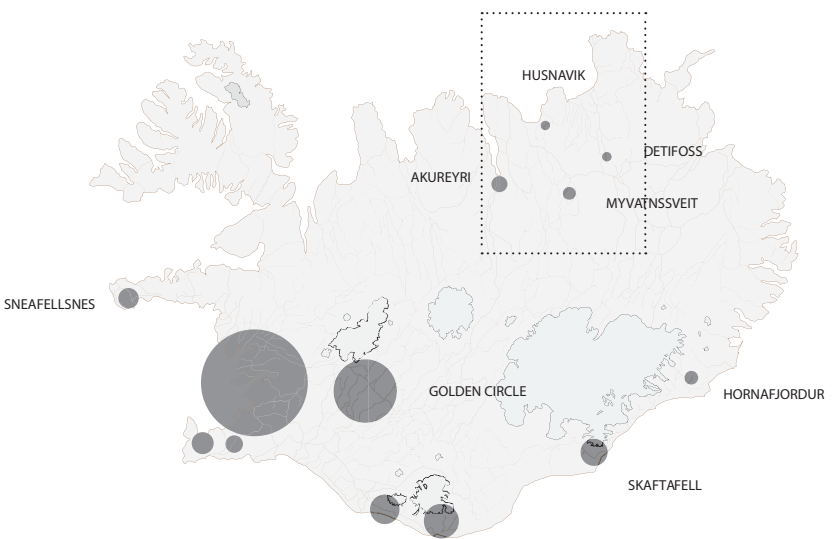 HUSNAVIK
DETIFOSS
AKUREYRI
MYVATNSSVEIT
SNEAFELLSNES
GOLDEN CIRCLE
HORNAFJORDUR
SKAFTAFELL